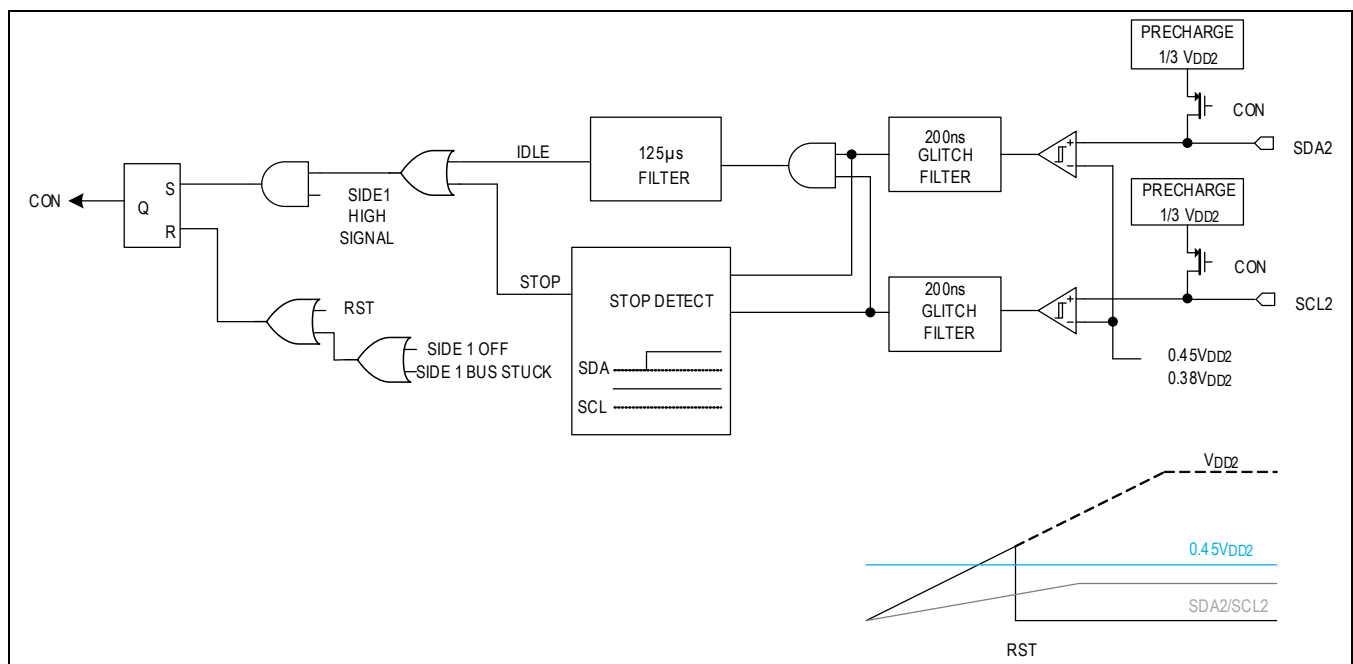 PRECHARGE
1/3 VDD2
CON
SDA2
200ns
GLITCH
FILTER
125µs
FILTER
IDLE
SIDE1
HIGH
SIGNAL
S
Q
R
CON
PRECHARGE
1/3 VDD2
CON
SCL2
200ns
GLITCH
FILTER
STOP
STOP DETECT
SDA
SCL
RST
SIDE 1 OFF
SIDE 1 BUS STUCK
0.45VDD2
0.38VDD2
VDD2
0.45VDD2
SDA2/SCL2
RST